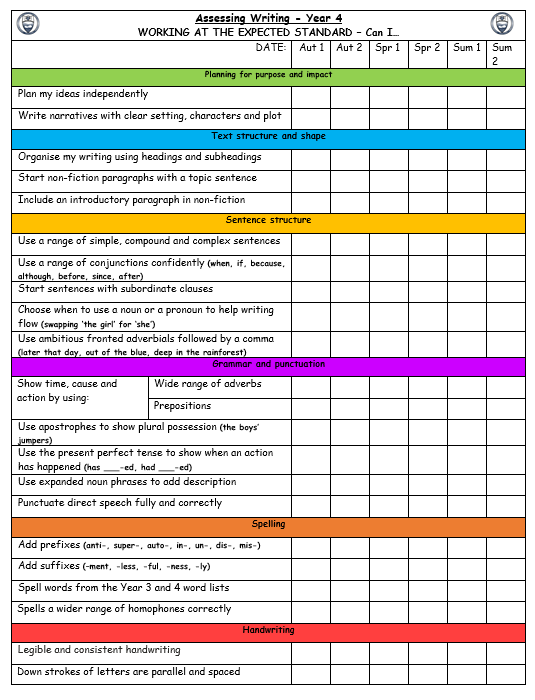 Assessing Writing - Year 4
WORKING AT THE EXPECTED STANDARD – Can I…
DATE: Aut 1 Aut 2 Spr 1 Spr 2 Sum 1 Sum
2
Planning for purpose and impact
Plan my ideas independently
Write narratives with clear setting, characters and plot
Text structure and shape
Organise my writing using headings and subheadings
Start non-fiction paragraphs with a topic sentence
Include an introductory paragraph in non-fiction
Sentence structure
Use a range of simple, compound and complex sentences
Use a range of conjunctions confidently (when, if, because,
although, before, since, after)
Start sentences with subordinate clauses
Choose when to use a noun or a pronoun to help writing
flow (swapping 'the girl' for 'she')
Use ambitious fronted adverbials followed by a comma
(later that day, out of the blue, deep in the rainforest)
Grammar and punctuation
Show time, cause and
action by using:
Wide range of adverbs
Prepositions
Use apostrophes to show plural possession (the boys'
jumpers)
Use the present perfect tense to show when an action
has happened (has ___-ed, had ___-ed)
Use expanded noun phrases to add description
Punctuate direct speech fully and correctly
Spelling
Add prefixes (anti-, super-, auto-, in-, un-, dis-, mis-)
Add suffixes (-ment, -less, -ful, -ness, -ly)
Spell words from the Year 3 and 4 word lists
Spells a wider range of homophones correctly
Handwriting
Legible and consistent handwriting
Down strokes of letters are parallel and spaced